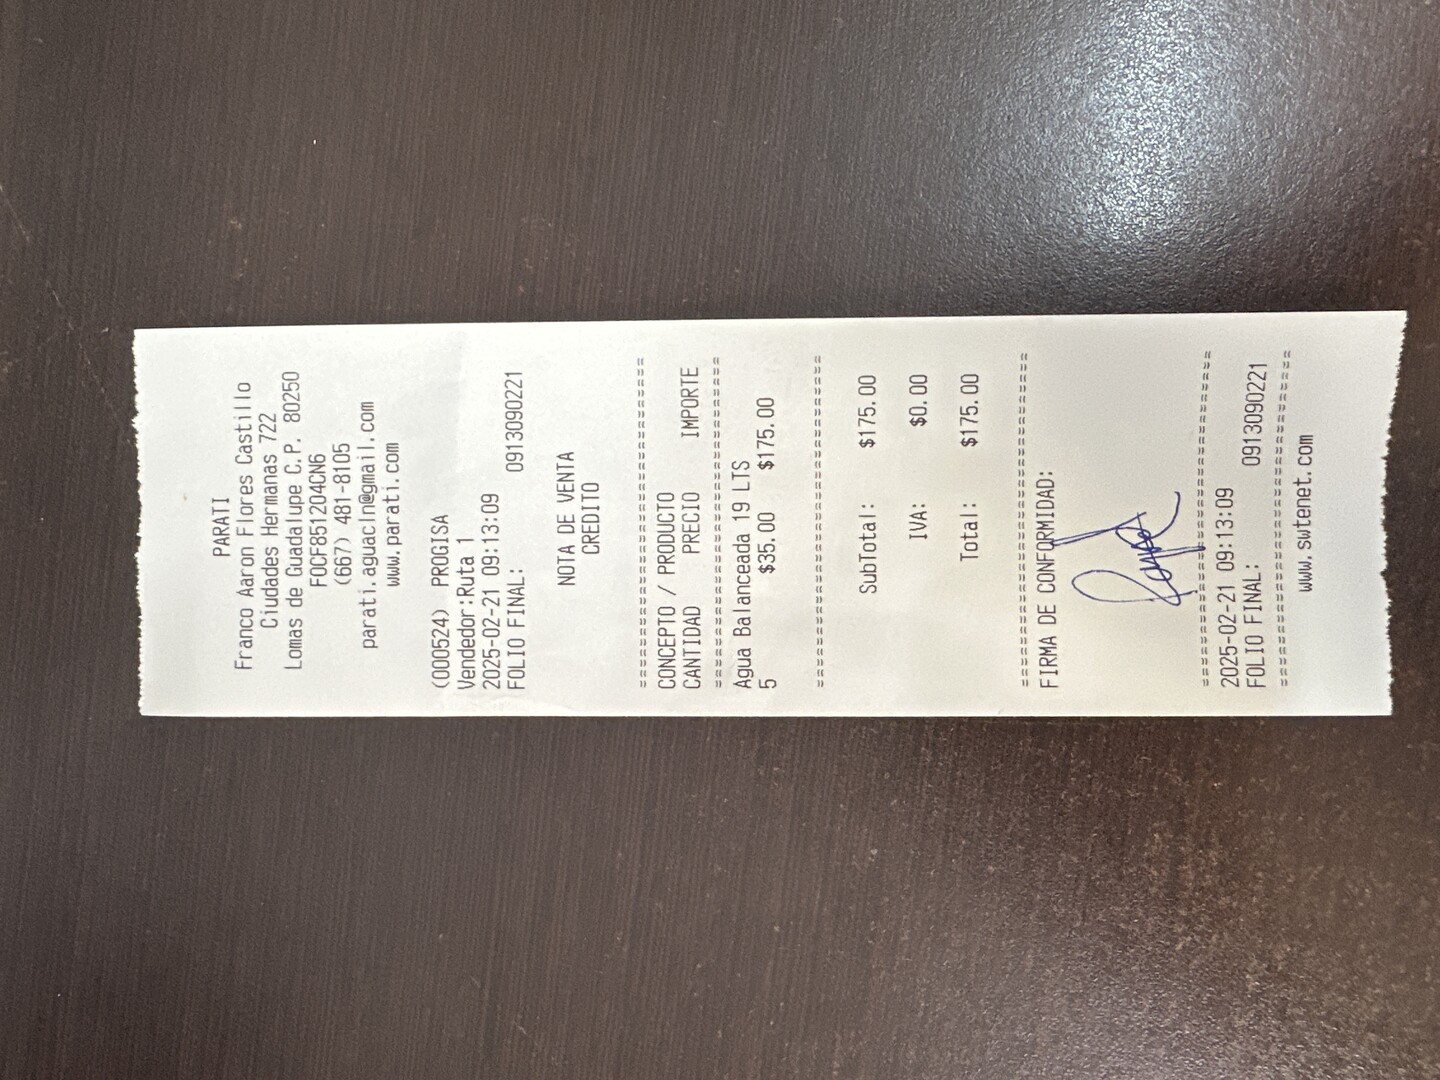 PARATI
Franco Aaron Flores Castillo
Ciudades Hermanas 722
Lomas de Guadalupe C.P. 80250
FOCF851204CN6
(667) 481-8105
parati.aguacln@gmail.com
www.parati.com
(000524) PROGISA
Vendedor:Ruta 1
2025-02-21 09:13:09
FOLIO FINAL: 0913090221
NOTA DE VENTA
CREDITO
==================================
CONCEPTO / PRODUCTO
CANTIDAD PRECIO IMPORTE
==================================
Agua Balanceada 19 LTS
5 $35.00 $175.00
==================================
SubTotal: $175.00
IVA: $0.00
Total: $175.00
==================================
FIRMA DE CONFORMIDAD:
==================================
2025-02-21 09:13:09
FOLIO FINAL: 0913090221
==================================
www.swtenet.com